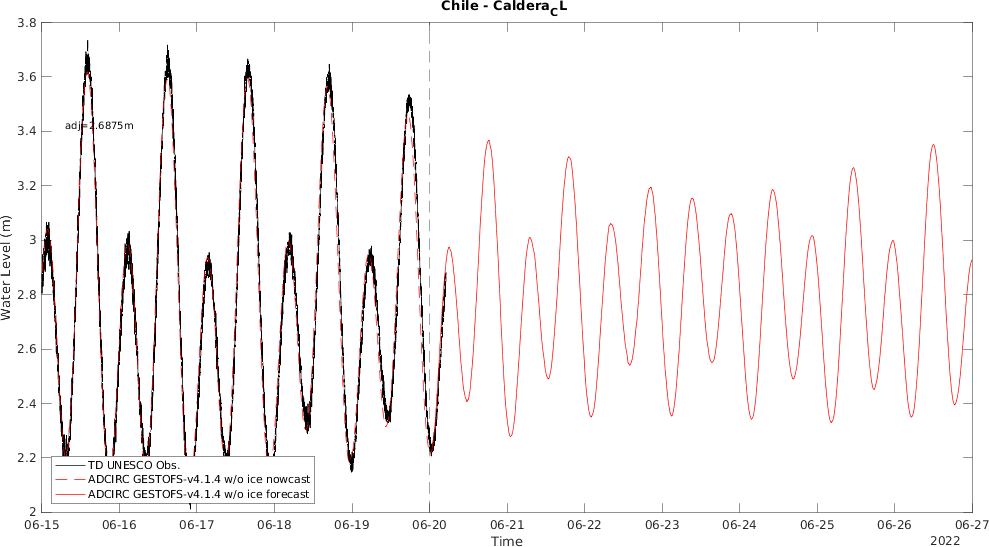 Chile - Caldera_CL
3.8
3.6
3.4
3.2
3
2.8
2.6
2.4
2.2
2
Water Level (m)
adj=2.6875m
TD UNESCO Obs.
ADCIRC GESTOFS-v4.1.4 w/o ice nowcast
ADCIRC GESTOFS-v4.1.4 w/o ice forecast
06-15 06-16 06-17 06-18 06-19 06-20 06-21 06-22 06-23 06-24 06-25 06-26 06-27
Time
2022